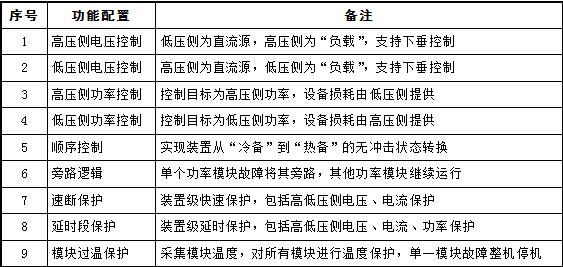 序号 功能配置 备注
1 高压侧电压控制 低压侧为直流源，高压侧为“负载”，支持下垂控制
2 低压侧电压控制 高压侧为直流源，低压侧为“负载”，支持下垂控制
3 高压侧功率控制 控制目标为高压侧功率，设备损耗由低压侧提供
4 低压侧功率控制 控制目标为低压侧功率，设备损耗由高压侧提供
5 顺序控制 实现装置从“冷备”到“热备”的无冲击状态转换
6 旁路逻辑 单个功率模块故障将其旁路，其他功率模块继续运行
7 速断保护 装置级快速保护，包括高低压侧电压、电流保护
8 延时段保护 装置级延时保护，包括高低压侧电压、电流、功率保护
9 模块过温保护 采集模块温度，对所有模块进行温度保护，单一模块故障整机停机